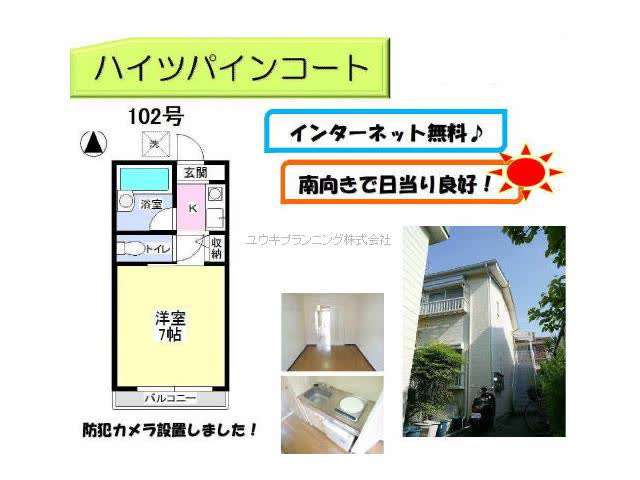 ハイツパインコート
102号
インターネット無料♪
南向きで日当り良好！
洗
玄関
浴室
K
トイレ
収納
ユウキプランニング株式会社
洋室
7帖
バルコニー
防犯カメラ設置しました！